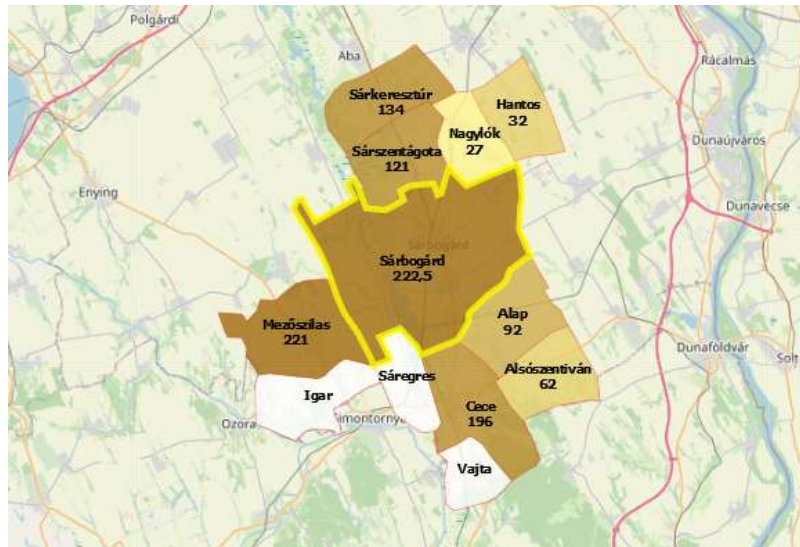 Polgárdi
Aba
Rácalmás
Sárkeresztúr
134
Hantos
32
Nagylók
27
Dunaújváros
Sárszentágota
121
Enying
Dunavecse
Sárbogárd
Sárbogárd
222,5
Mezőszilas
221
Alap
92
Dunaföldvár
Solt
Alsószentiván
62
Sáregres
Igar
Cece
196
Ozora
imontornya
Vajta